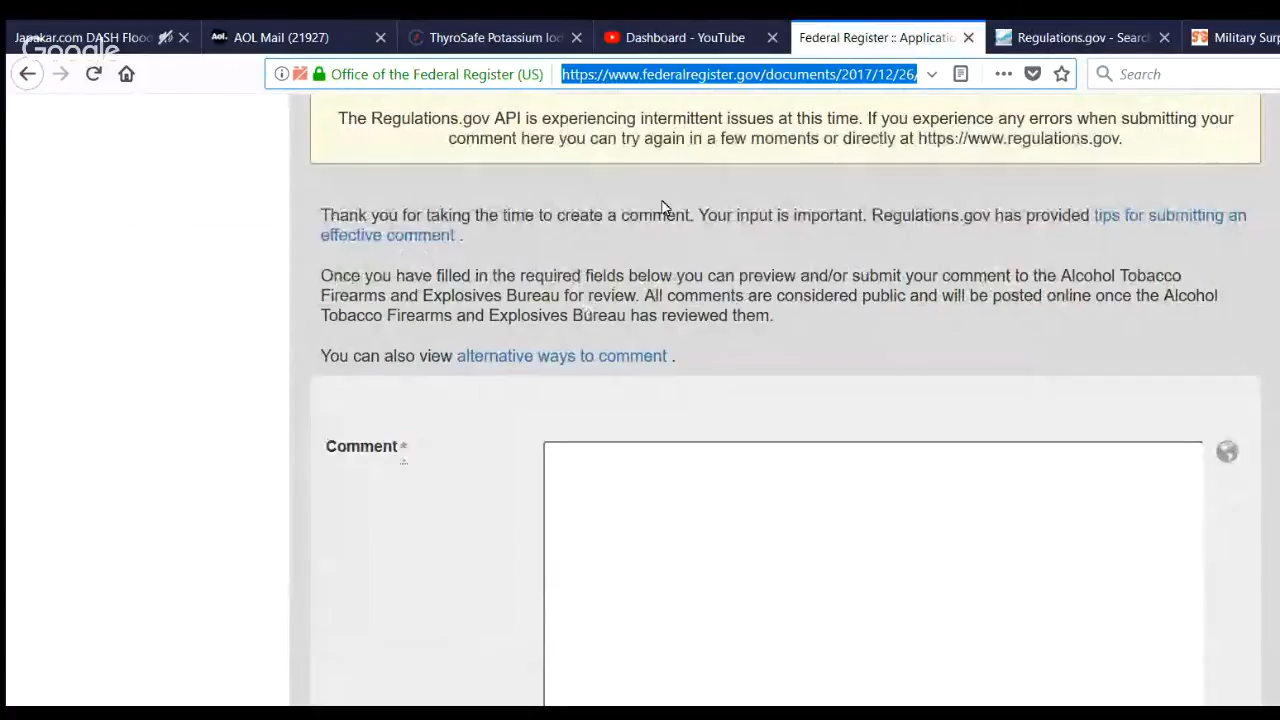 Japakar.com DASH Flood
AOL Mail (21927)
ThyroSafe Potassium Iod
Dashboard - YouTube
Federal Register :: Applicatio
Regulations.gov - Searc
Military Surp
Google
Office of the Federal Register (US)
https://www.federalregister.gov/documents/2017/12/26/
Search
The Regulations.gov API is experiencing intermittent issues at this time. If you experience any errors when submitting your
comment here you can try again in a few moments or directly at https://www.regulations.gov.
Thank you for taking the time to create a comment. Your input is important. Regulations.gov has provided tips for submitting an
effective comment .
Once you have filled in the required fields below you can preview and/or submit your comment to the Alcohol Tobacco
Firearms and Explosives Bureau for review. All comments are considered public and will be posted online once the Alcohol
Tobacco Firearms and Explosives Bureau has reviewed them.
You can also view alternative ways to comment .
Comment *